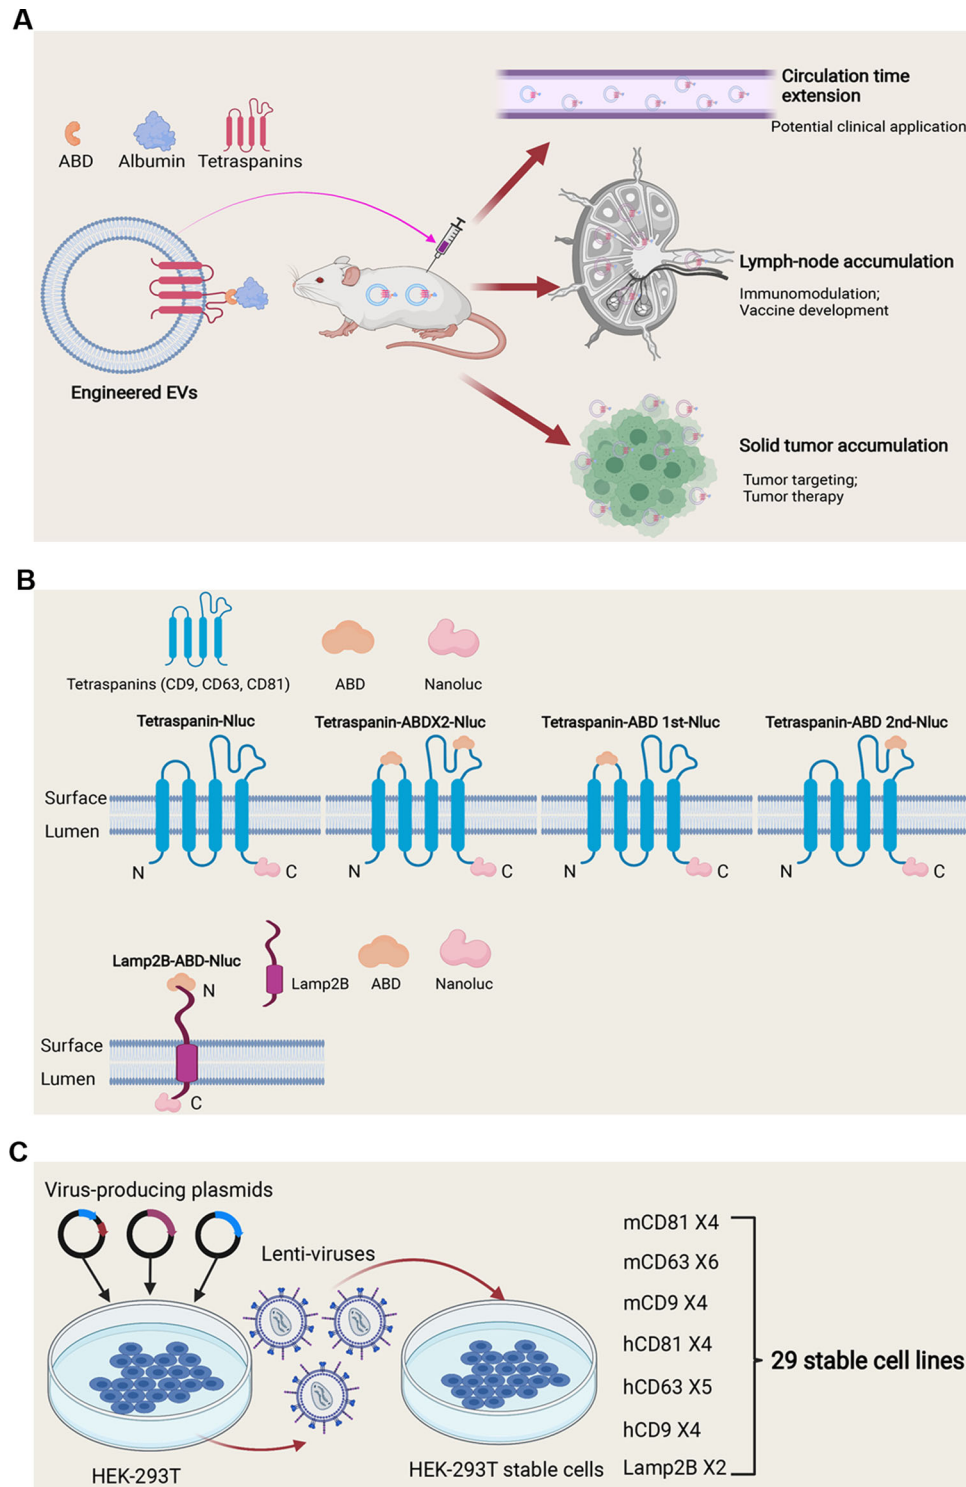 A
ABD
Albumin
Tetraspanins
Engineered EVs
Circulation time
extension
Potential clinical application
Lymph-node accumulation
Immunomodulation;
Vaccine development
Solid tumor accumulation
Tumor targeting;
Tumor therapy
B
Tetraspanins (CD9, CD63, CD81)
ABD
Nanoluc
Tetraspanin-Nluc
Tetraspanin-ABDX2-Nluc
Tetraspanin-ABD 1st-Nluc
Tetraspanin-ABD 2nd-Nluc
Surface
Lumen
N
C
N
C
N
C
N
C
Lamp2B-ABD-Nluc
N
Lamp2B
ABD
Nanoluc
Surface
Lumen
C
C
Virus-producing plasmids
Lenti-viruses
HEK-293T
HEK-293T stable cells
mCD81 X4
mCD63 X6
mCD9 X4
hCD81 X4
hCD63 X5
hCD9 X4
Lamp2B X2
29 stable cell lines